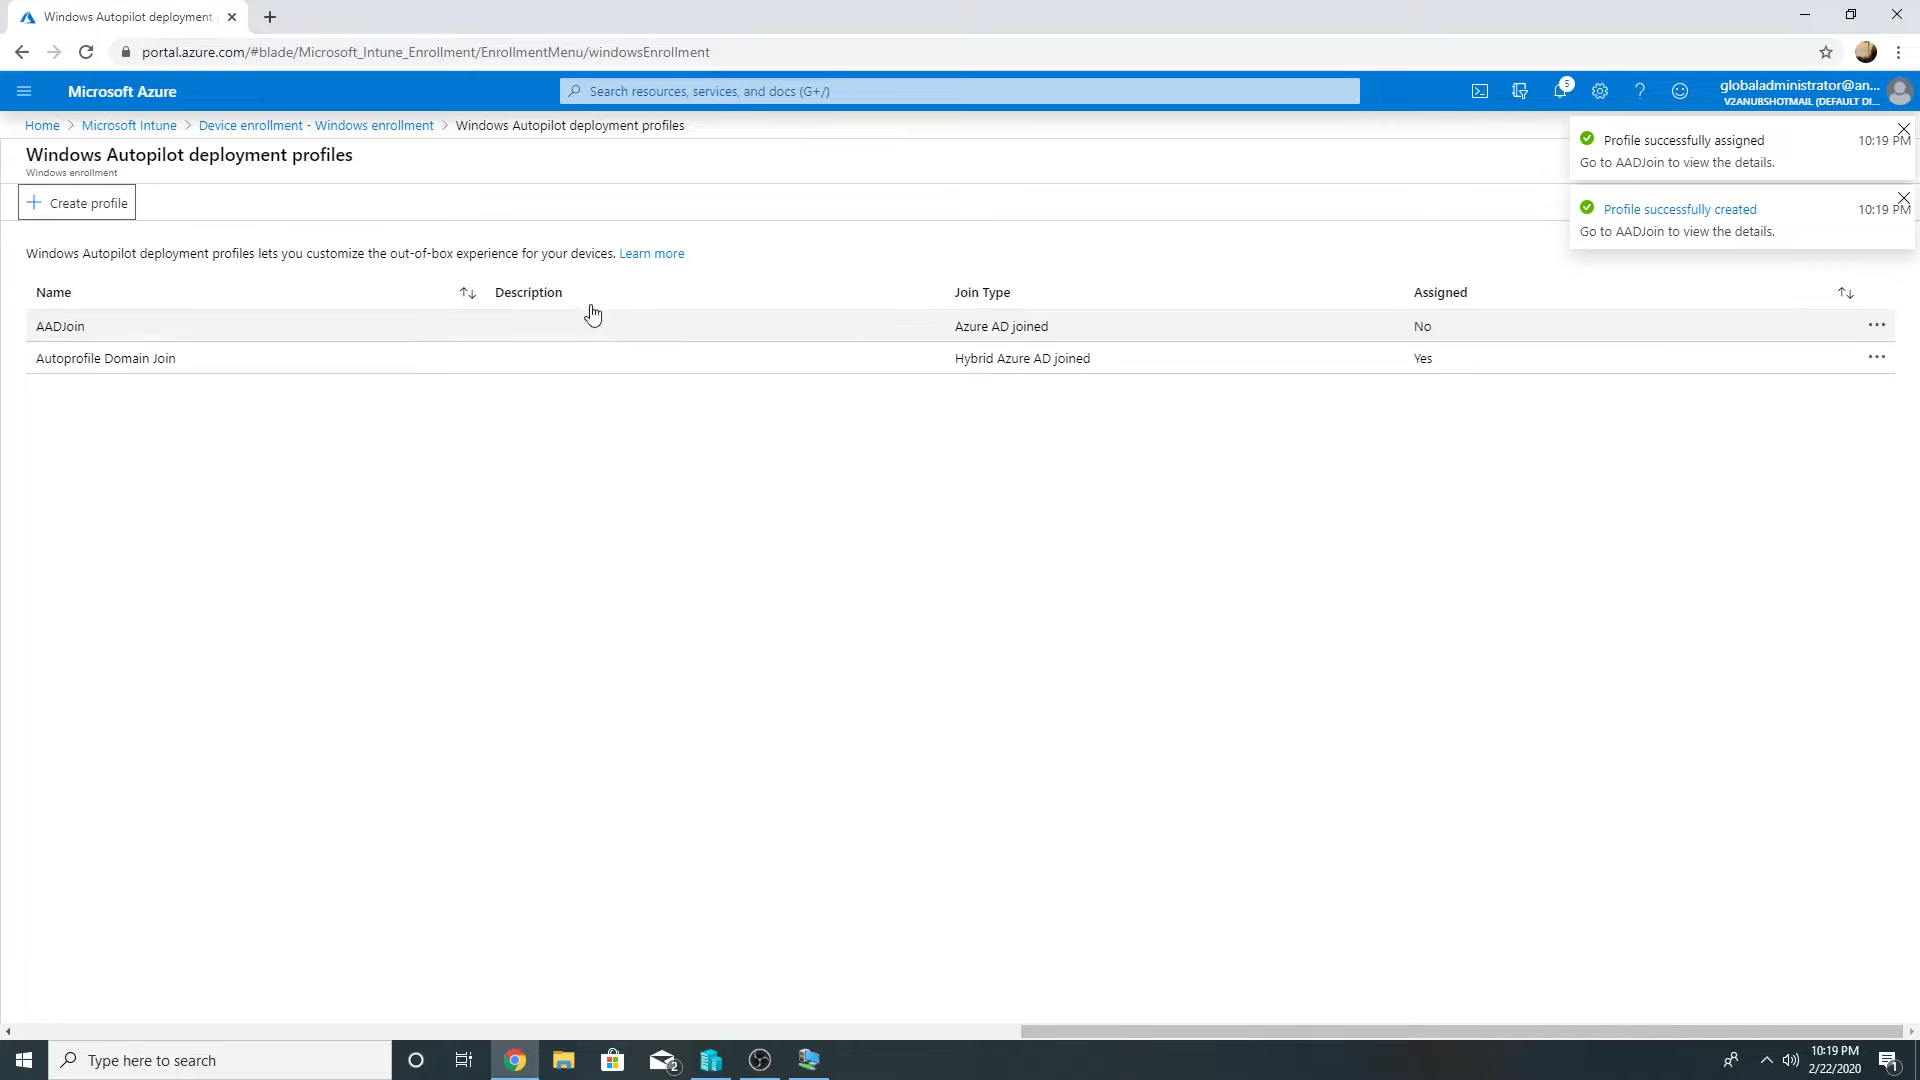 Windows Autopilot deployment
portal.azure.com/#blade/Microsoft_Intune_Enrollment/EnrollmentMenu/windowsEnrollment
Microsoft Azure
Search resources, services, and docs (G+/)
5
globaladministrator@an...
V2ANUBSHOTMAIL (DEFAULT DI...
Home > Microsoft Intune > Device enrollment - Windows enrollment > Windows Autopilot deployment profiles
Windows Autopilot deployment profiles
Windows enrollment
Create profile
Profile successfully assigned 10:19 PM
Go to AADJoin to view the details.
Profile successfully created 10:19 PM
Go to AADJoin to view the details.
Windows Autopilot deployment profiles lets you customize the out-of-box experience for your devices. Learn more
Name Description Join Type Assigned
AADJoin Azure AD joined No
Autoprofile Domain Join Hybrid Azure AD joined Yes
Type here to search
2
10:19 PM
2/22/2020
1